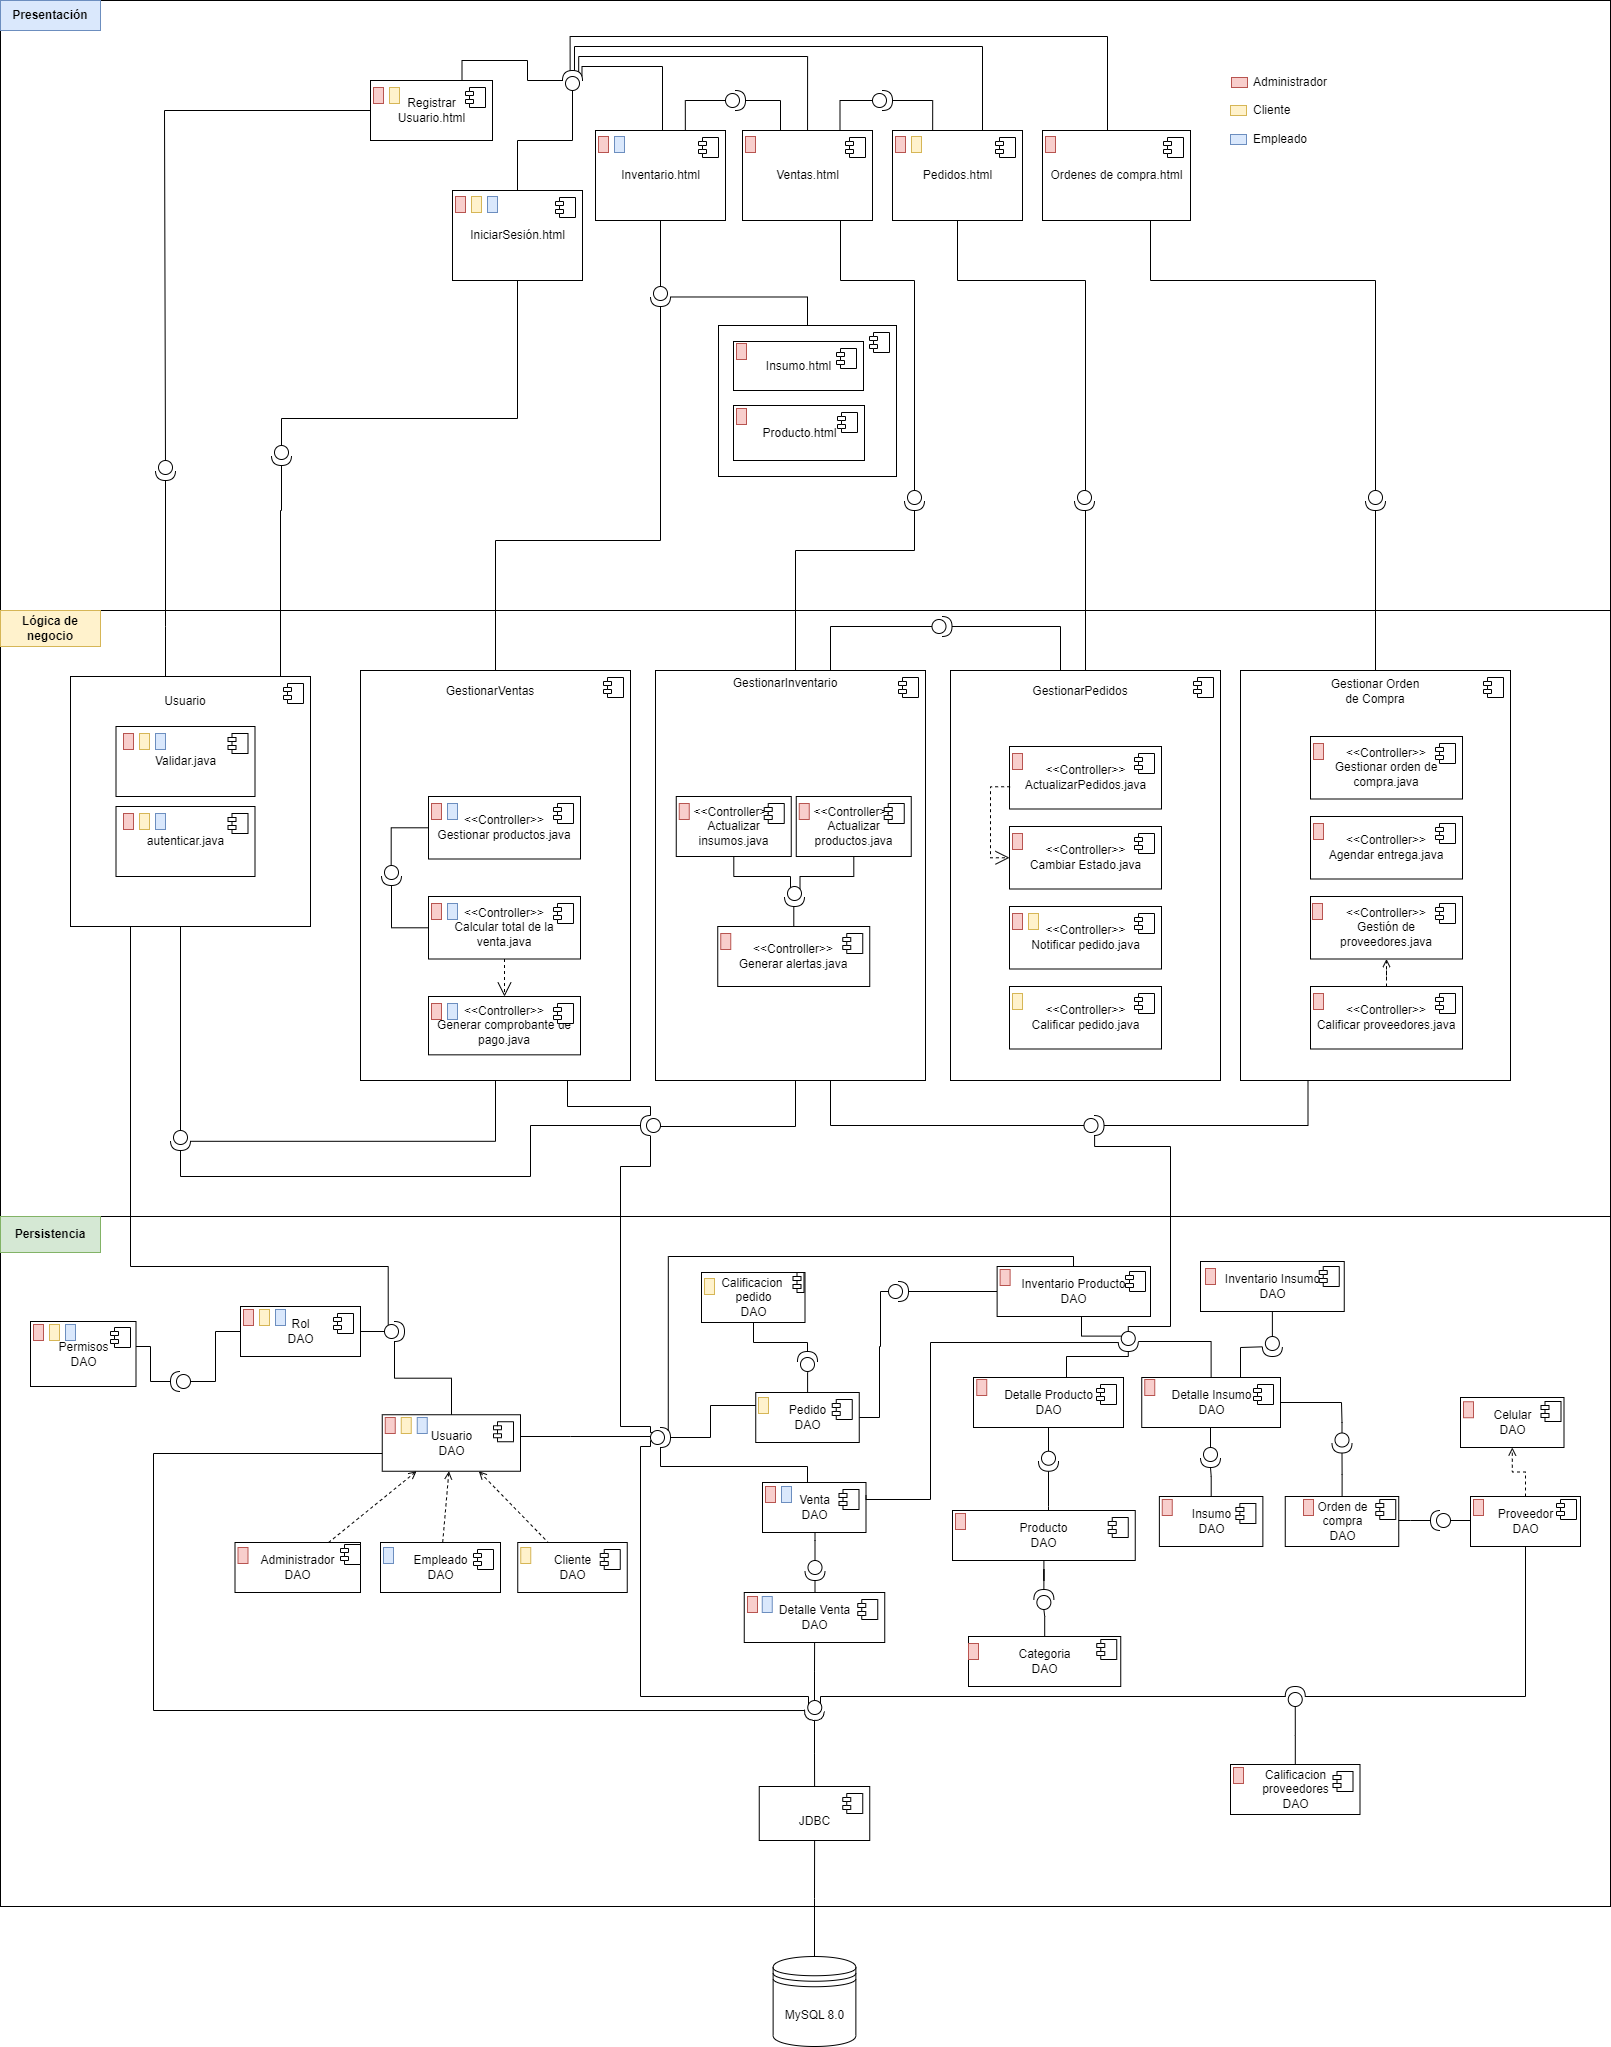 Presentación
Administrador
Cliente
Empleado
Registrar
Usuario.html
Inventario.html
Ventas.html
Pedidos.html
Ordenes de compra.html
IniciarSesión.html
Insumo.html
Producto.html
Lógica de
negocio
Usuario
Validar.java
autenticar.java
GestionarVentas
<<Controller>>
Gestionar productos.java
<<Controller>>
Calcular total de la
venta.java
<<Controller>>
Generar comprobante de
pago.java
GestionarInventario
<<Controller>>
Actualizar
insumos.java
<<Controller>>
Actualizar
productos.java
<<Controller>>
Generar alertas.java
GestionarPedidos
<<Controller>>
ActualizarPedidos.java
<<Controller>>
Cambiar Estado.java
<<Controller>>
Notificar pedido.java
<<Controller>>
Calificar pedido.java
Gestionar Orden
de Compra
<<Controller>>
Gestionar orden de
compra.java
<<Controller>>
Agendar entrega.java
<<Controller>>
Gestión de
proveedores.java
<<Controller>>
Calificar proveedores.java
Persistencia
Calificacion
pedido
DAO
Inventario Producto
DAO
Inventario Insumo
DAO
Permisos
DAO
Rol
DAO
Usuario
DAO
Pedido
DAO
Detalle Producto
DAO
Detalle Insumo
DAO
Celular
DAO
Venta
DAO
Producto
DAO
Insumo
DAO
Orden de
compra
DAO
Proveedor
DAO
Administrador
DAO
Empleado
DAO
Cliente
DAO
Detalle Venta
DAO
Categoria
DAO
Calificacion
proveedores
DAO
JDBC
MySQL 8.0